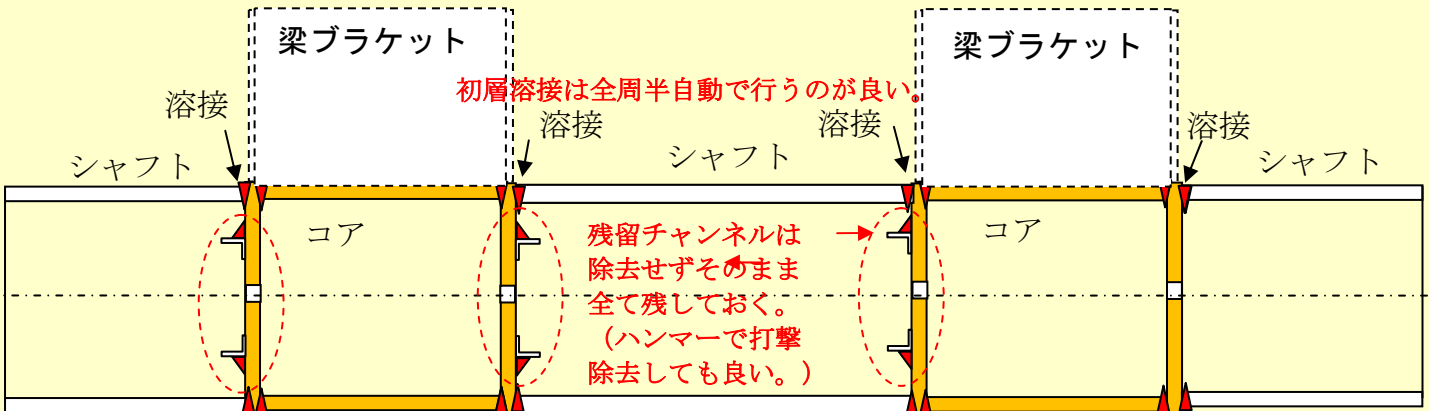 梁ブラケット
梁ブラケット
初層溶接は全周半自動で行うのが良い。
溶接
溶接
溶接
溶接
シャフト
シャフト
シャフト
コア
コア
残留チャンネルは
除去せずそのまま
全て残しておく。
（ハンマーで打撃
除去しても良い。）